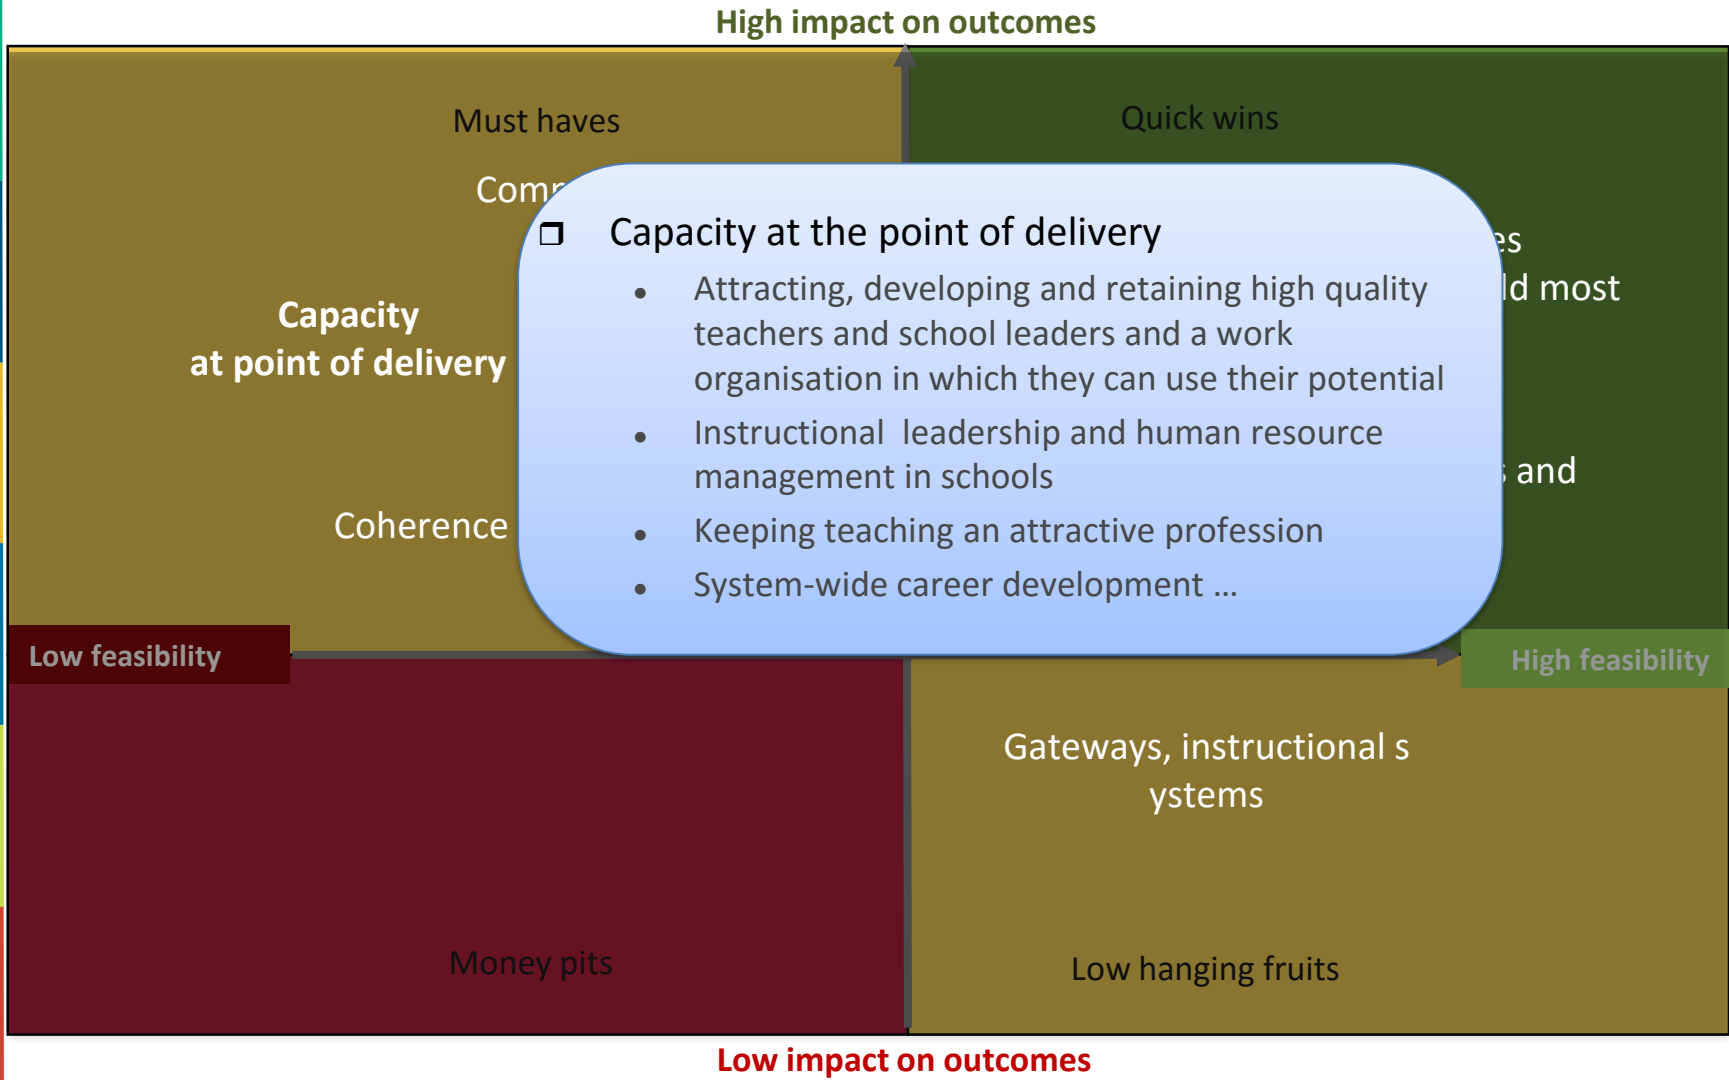 High impact on outcomes
Must haves
Quick wins
Capacity
at point of delivery
Coherence
Capacity at the point of delivery
Attracting, developing and retaining high quality
teachers and school leaders and a work
organisation in which they can use their potential
Instructional leadership and human resource
management in schools
Keeping teaching an attractive profession
System-wide career development ...
most
and
Low feasibility
High feasibility
Gateways, instructional s
ystems
Money pits
Low hanging fruits
Low impact on outcomes